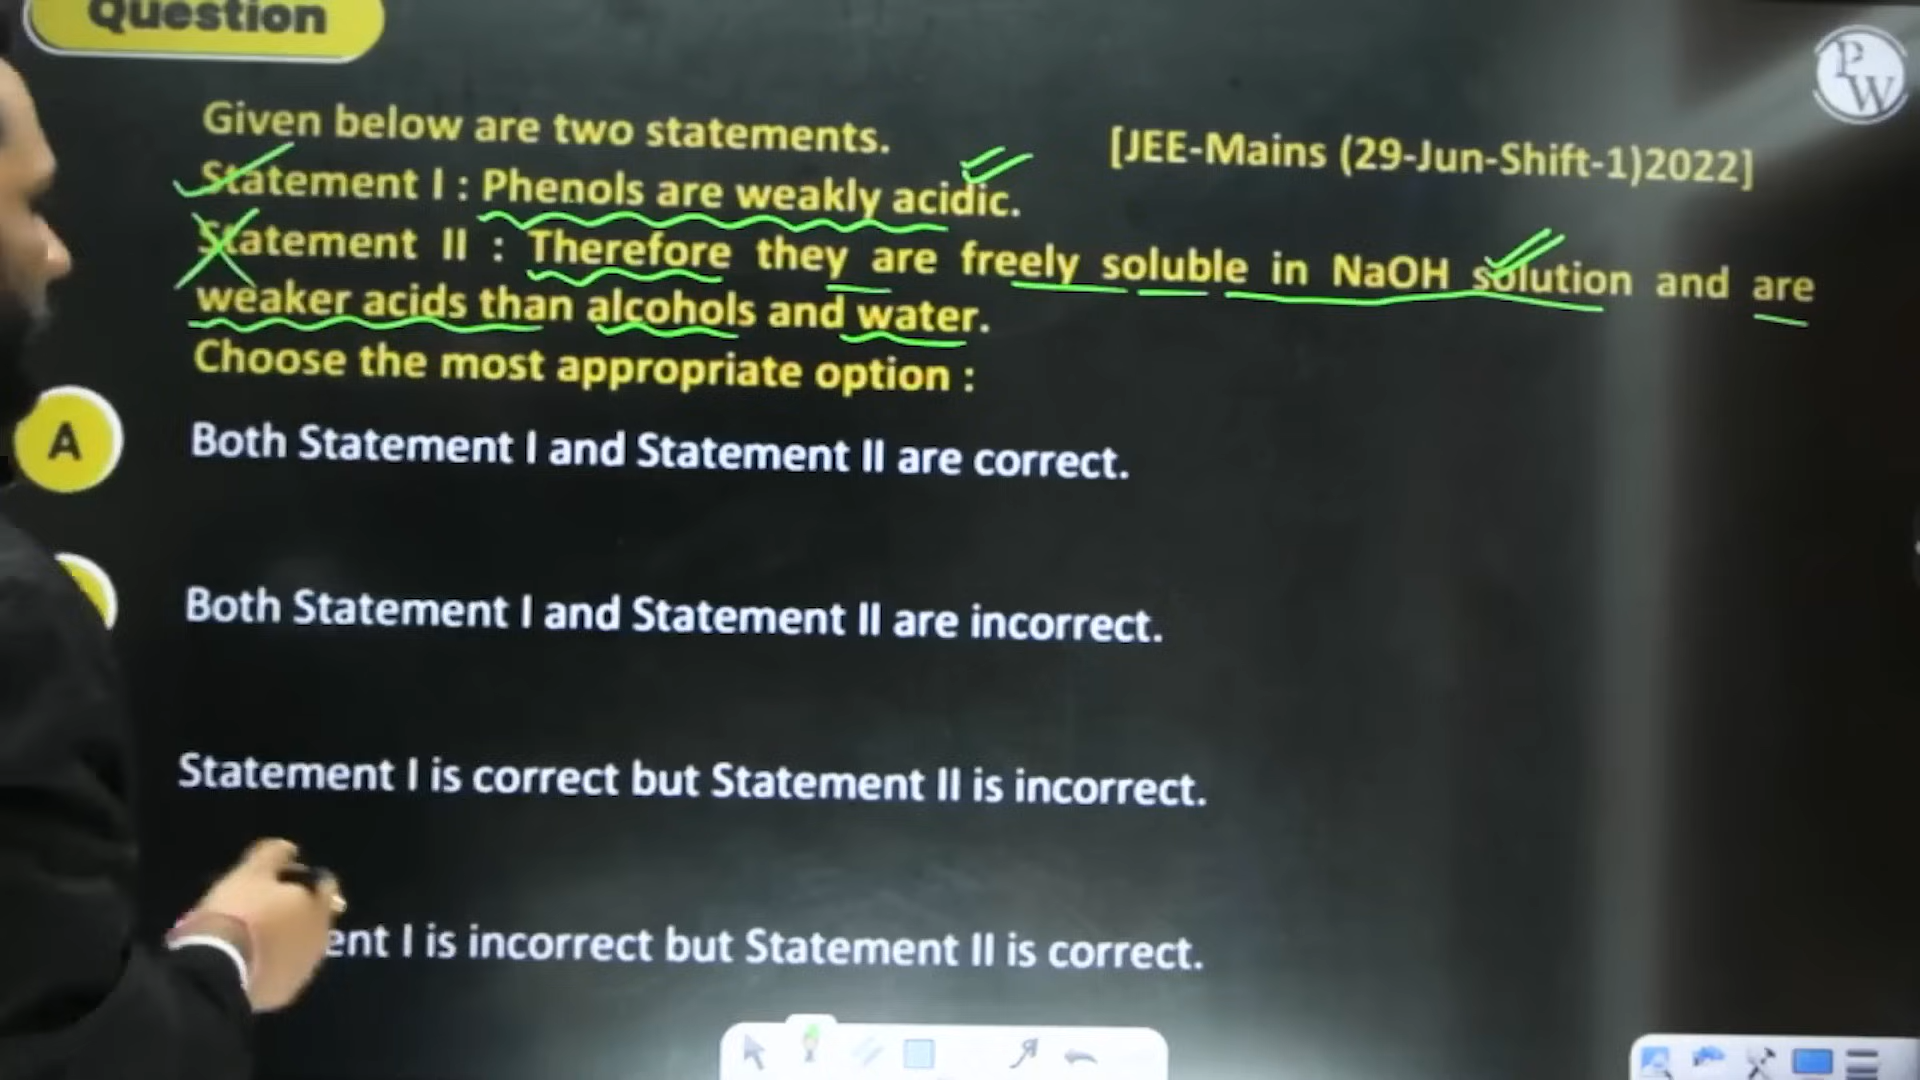 Question
P
W
Given below are two statements.
[JEE-Mains (29-Jun-Shift-1)2022]
Statement I : Phenols are weakly acidic.
Statement II : Therefore they are freely soluble in NaOH solution and are
weaker acids than alcohols and water.
Choose the most appropriate option :
A
Both Statement I and Statement II are correct.
Both Statement I and Statement II are incorrect.
Statement I is correct but Statement II is incorrect.
ent I is incorrect but Statement II is correct.